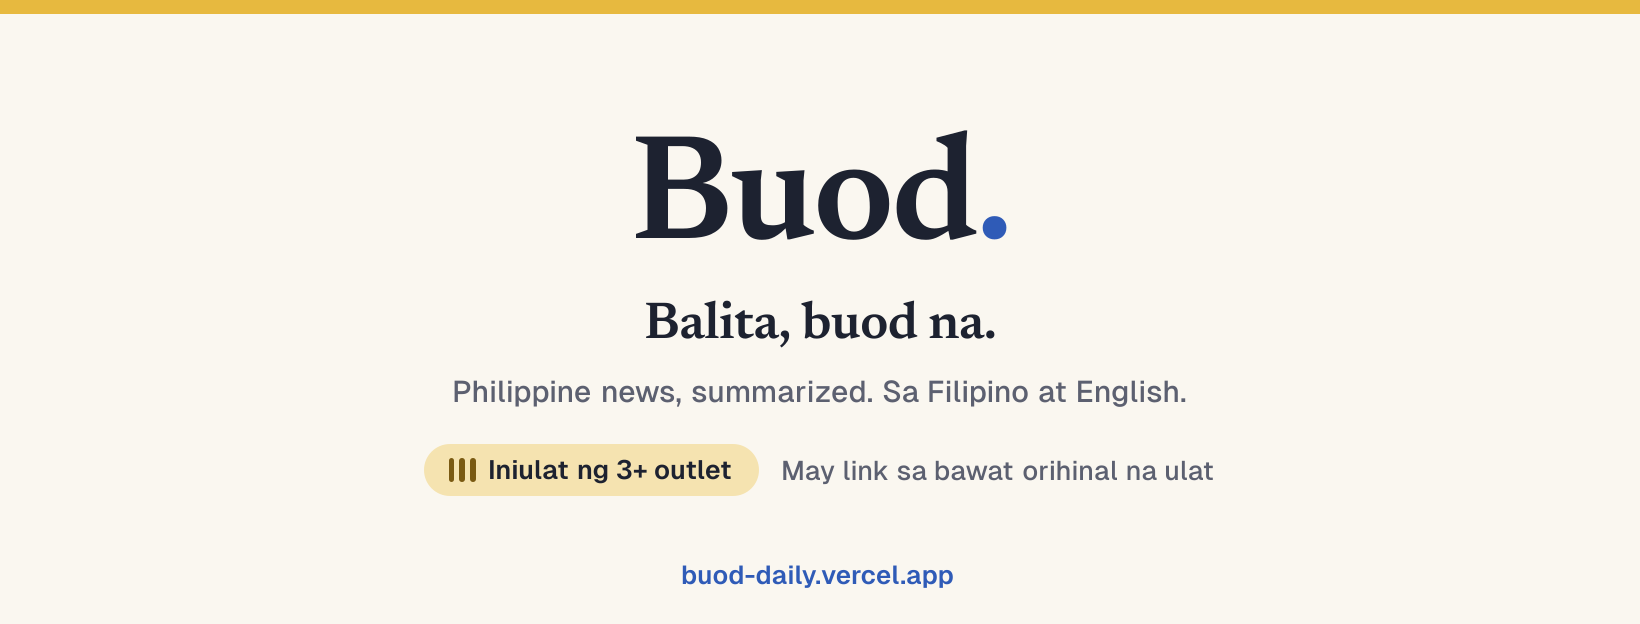 Buod.
Balita, buod na.
Philippine news, summarized. Sa Filipino at English.
Iniulat ng 3+ outlet May link sa bawat orihinal na ulat
buod-daily.vercel.app